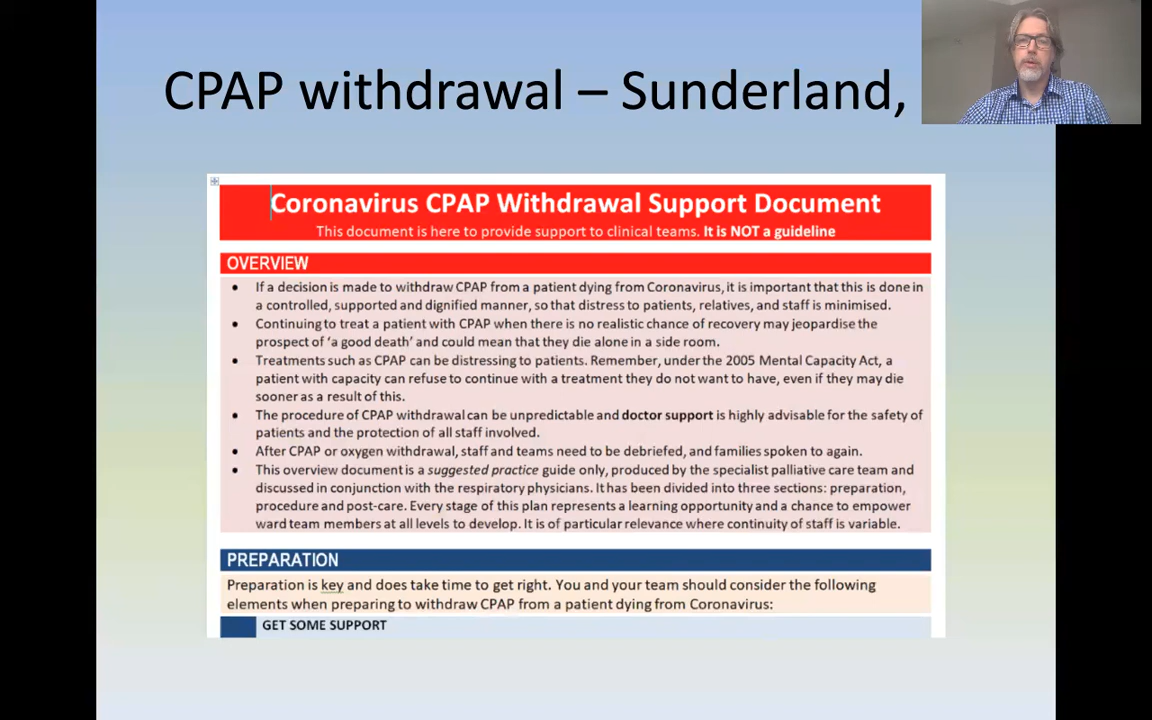 CPAP withdrawal – Sunderland,
Coronavirus CPAP Withdrawal Support Document
This document is here to provide support to clinical teams. It is NOT a guideline
OVERVIEW
• If a decision is made to withdraw CPAP from a patient dying from Coronavirus, it is important that this is done in
a controlled, supported and dignified manner, so that distress to patients, relatives, and staff is minimised.
• Continuing to treat a patient with CPAP when there is no realistic chance of recovery may jeopardise the
prospect of ‘a good death’ and could mean that they die alone in a side room.
• Treatments such as CPAP can be distressing to patients. Remember, under the 2005 Mental Capacity Act, a
patient with capacity can refuse to continue with a treatment they do not want to have, even if they may die
sooner as a result of this.
• The procedure of CPAP withdrawal can be unpredictable and doctor support is highly advisable for the safety of
patients and the protection of all staff involved.
• After CPAP or oxygen withdrawal, staff and teams need to be debriefed, and families spoken to again.
• This overview document is a suggested practice guide only, produced by the specialist palliative care team and
discussed in conjunction with the respiratory physicians. It has been divided into three sections: preparation,
procedure and post-care. Every stage of this plan represents a learning opportunity and a chance to empower
ward team members at all levels to develop. It is of particular relevance where continuity of staff is variable.
PREPARATION
Preparation is key and does take time to get right. You and your team should consider the following
elements when preparing to withdraw CPAP from a patient dying from Coronavirus:
GET SOME SUPPORT